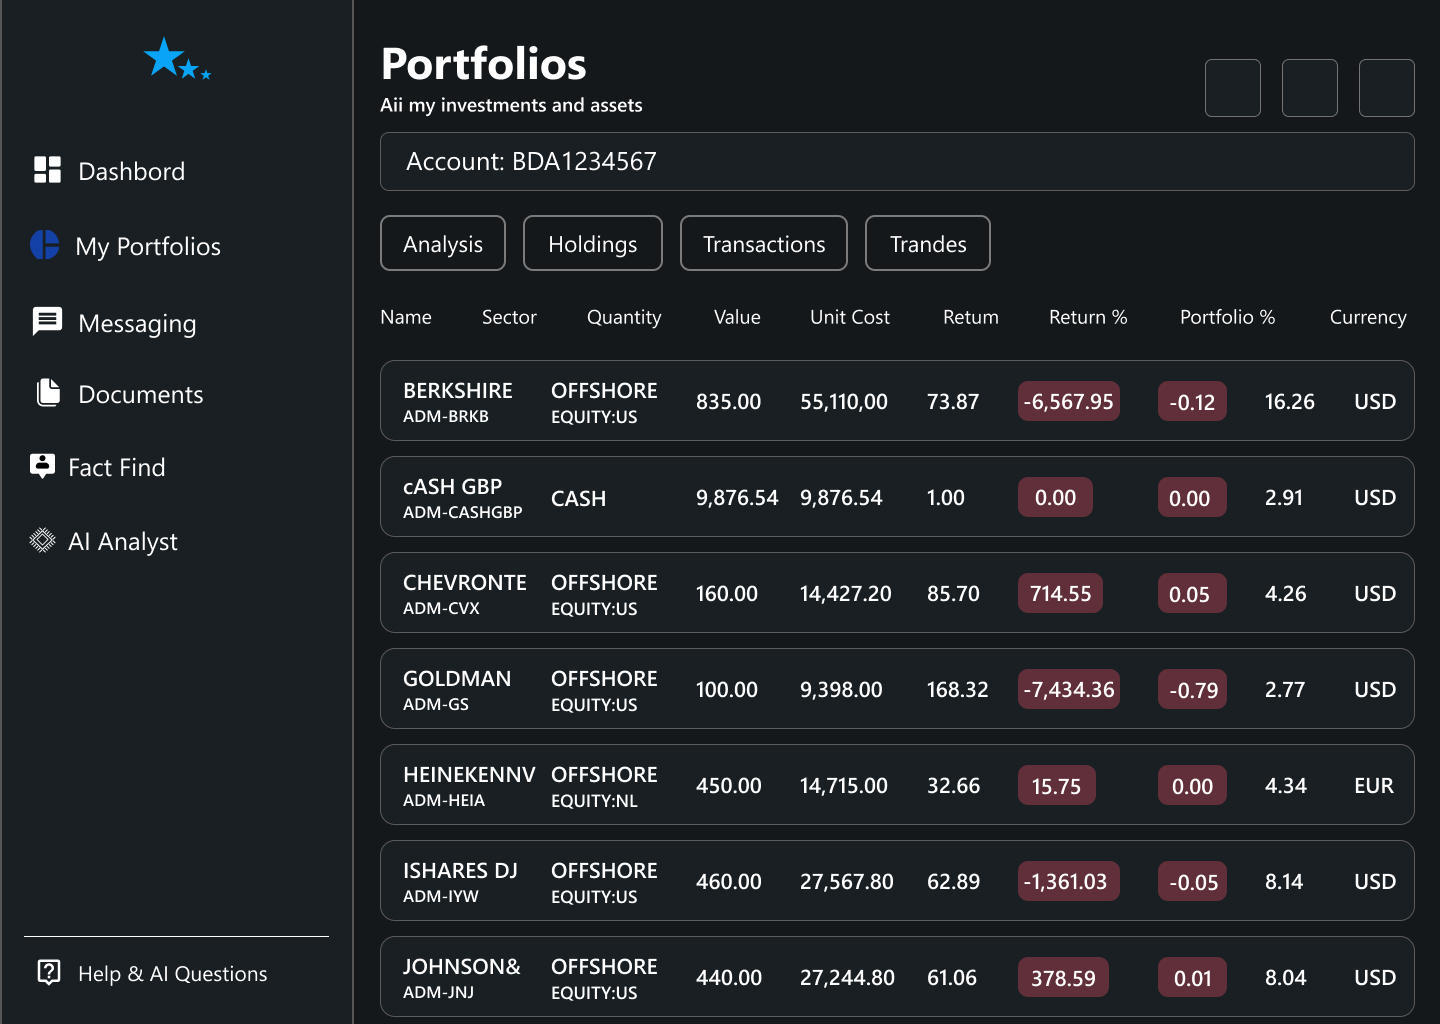 Portfolios
Aii my investments and assets
Account: BDA1234567
Dashbord
My Portfolios
Messaging
Documents
Fact Find
AI Analyst
Help & AI Questions
Analysis Holdings Transactions Trandes
Name Sector Quantity Value Unit Cost Retum Return % Portfolio % Currency
BERKSHIRE OFFSHORE 835.00 55,110,00 73.87 -6,567.95 -0.12 16.26 USD
ADM-BRKB EQUITY:US
cASH GBP CASH 9,876.54 9,876.54 1.00 0.00 0.00 2.91 USD
ADM-CASHGBP
CHEVRONTE OFFSHORE 160.00 14,427.20 85.70 714.55 0.05 4.26 USD
ADM-CVX EQUITY:US
GOLDMAN OFFSHORE 100.00 9,398.00 168.32 -7,434.36 -0.79 2.77 USD
ADM-GS EQUITY:US
HEINEKENNV OFFSHORE 450.00 14,715.00 32.66 15.75 0.00 4.34 EUR
ADM-HEIA EQUITY:NL
ISHARES DJ OFFSHORE 460.00 27,567.80 62.89 -1,361.03 -0.05 8.14 USD
ADM-IYW EQUITY:US
JOHNSON& OFFSHORE 440.00 27,244.80 61.06 378.59 0.01 8.04 USD
ADM-JNJ EQUITY:US